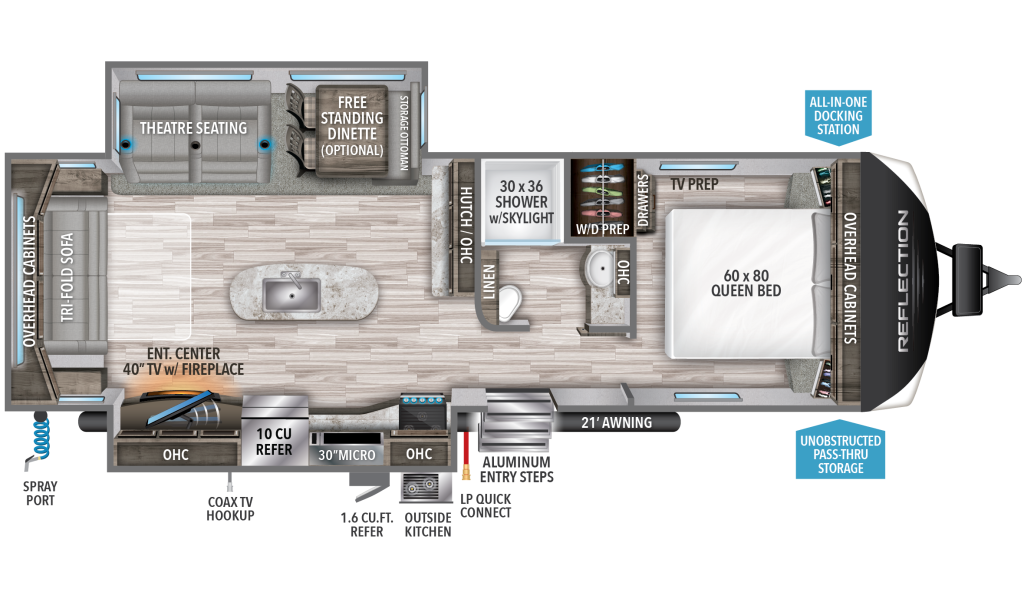 ALL-IN-ONE
DOCKING
STATION
THEATRE SEATING
FREE
STANDING
DINETTE
(OPTIONAL)
STORAGE OTTOMAN
OVERHEAD CABINETS
TRI-FOLD SOFA
HUTCH / OHC
30 x 36
SHOWER
w/SKYLIGHT
W/D PREP
DRAWERS
TV PREP
LINEN
OHC
60 x 80
QUEEN BED
OVERHEAD CABINETS
REFLECTION
ENT. CENTER
40" TV w/ FIREPLACE
OHC
10 CU
REFER
30"MICRO
OHC
21' AWNING
ALUMINUM
ENTRY STEPS
UNOBSTRUCTED
PASS-THRU
STORAGE
SPRAY
PORT
COAX TV
HOOKUP
1.6 CU.FT.
REFER
OUTSIDE
KITCHEN
LP QUICK
CONNECT